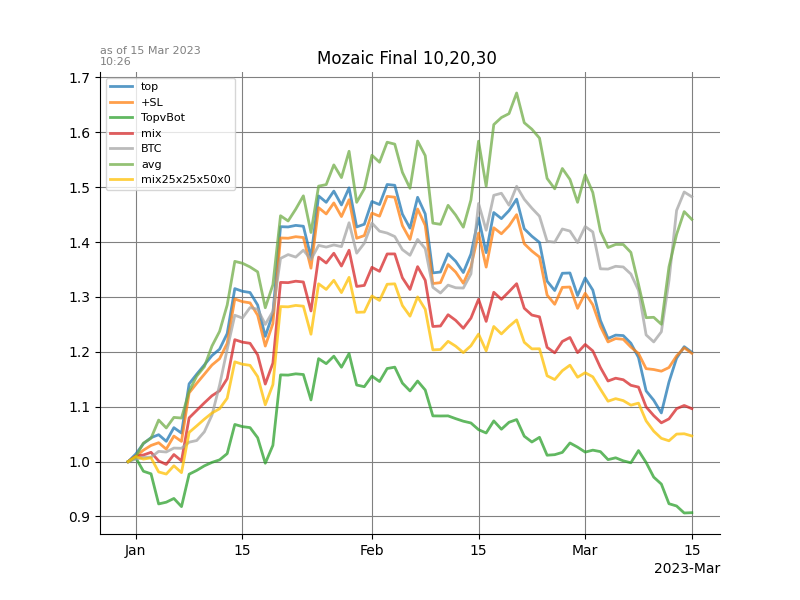 as of 15 Mar 2023
10:26
Mozaic Final 10,20,30
1.7
1.6
1.5
1.4
1.3
1.2
1.1
1.0
0.9
top
+SL
TopvBot
mix
BTC
avg
mix25x25x50x0
Jan
15
Feb
15
Mar
15
2023-Mar